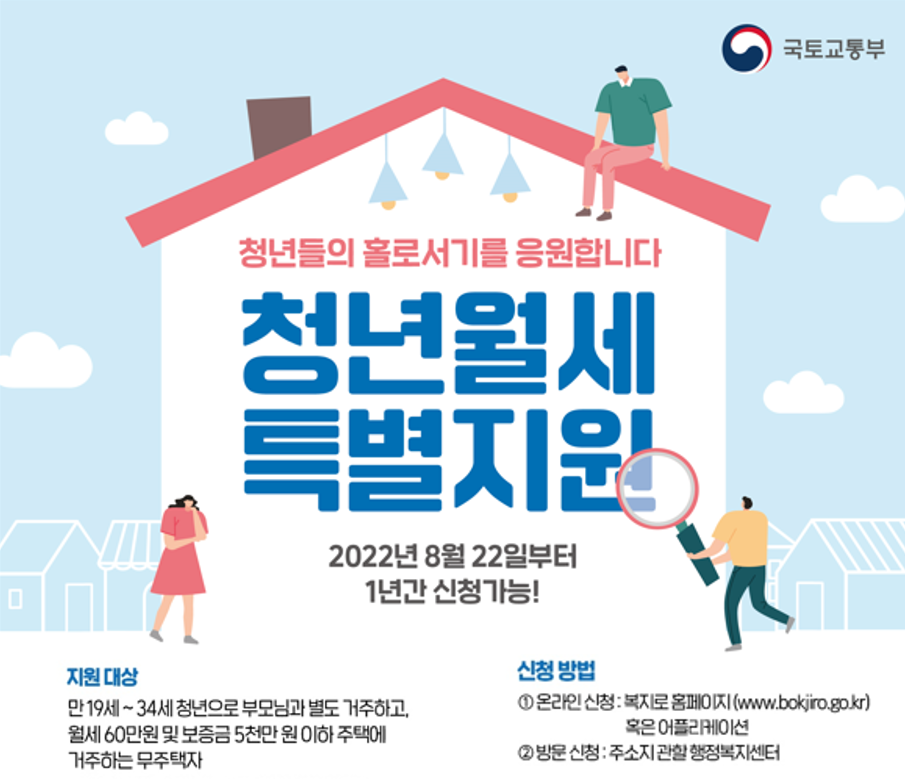 국토교통부
청년들의 홀로서기를 응원합니다
청년월세
특별지원
2022년 8월 22일부터
1년간 신청가능!
지원 대상
만 19세 ~ 34세 청년으로 부모님과 별도 거주하고,
월세 60만원 및 보증금 5천만 원 이하 주택에
거주하는 무주택자
신청 방법
① 온라인 신청 : 복지로 홈페이지 (www.bokjiro.go.kr)
혹은 어플리케이션
② 방문 신청 : 주소지 관할 행정복지센터